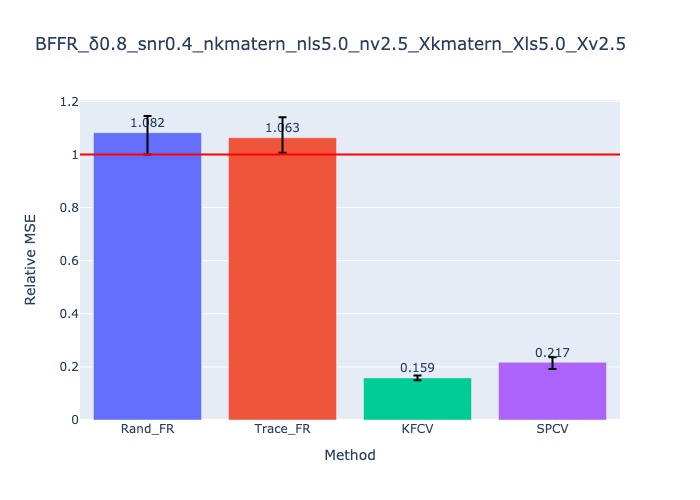 BFFR_δ0.8_snr0.4_nkmatern_nls5.0_nv2.5_Xkmatern_Xls5.0_Xv2.5
1.2
1
0.8
0.6
0.4
0.2
0
Relative MSE
1.082
1.063
0.159
0.217
Rand_FR
Trace_FR
KFCV
SPCV
Method